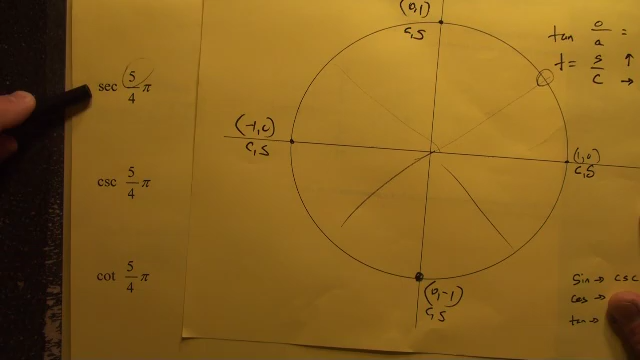 sec 5/4 π
csc 5/4 π
cot 5/4 π
(0,1)
C,S
(-1,0)
C,S
(1,0)
C,S
(0,-1)
C,S
tan o/a =
t = s/c ↑ →
Sin → csc
cos →
tan →